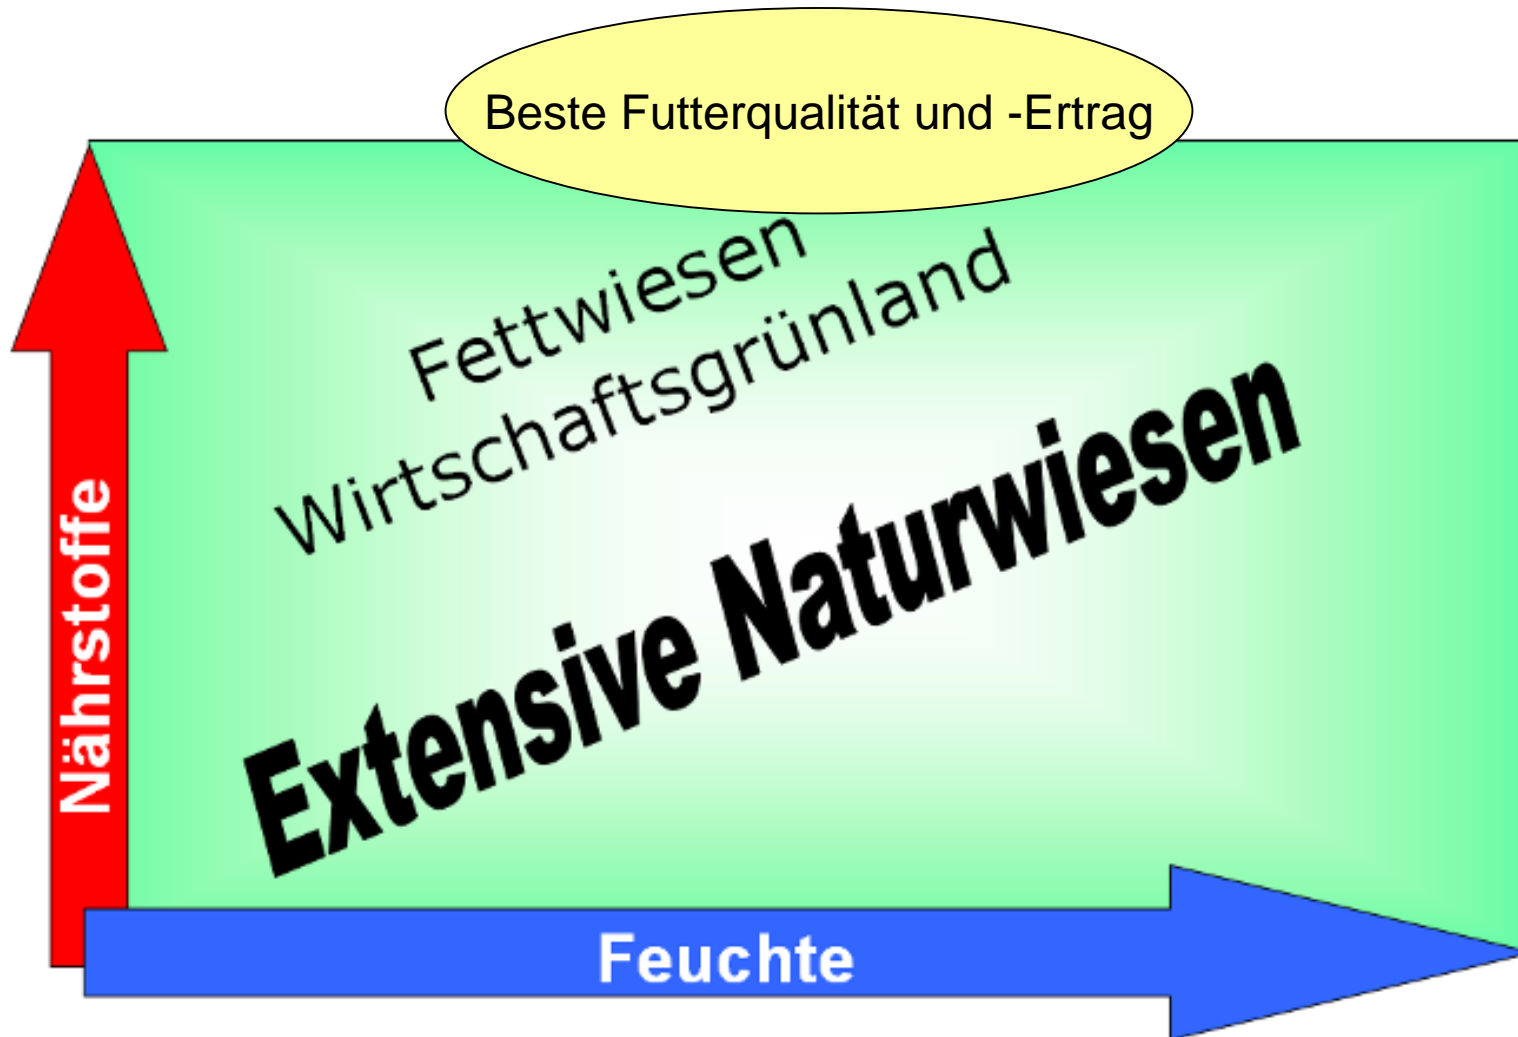 Beste Futterqualität und -Ertrag
Fettwiesen
Wirtschaftsgrünland
Extensive Naturwiesen
Nährstoffe
Feuchte